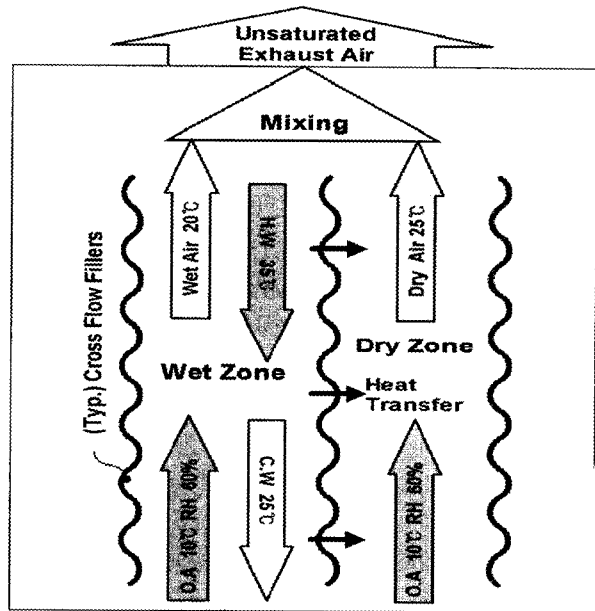 Unsaturated
Exhaust Air
Mixing
Wet Air 20℃
H.W 35℃
Dry Air 25℃
(Typ.) Cross Flow Fillers
Wet Zone
Dry Zone
Heat
Transfer
O.A 10℃ RH 60%
C.W 25℃
O.A 10℃ RH 60%